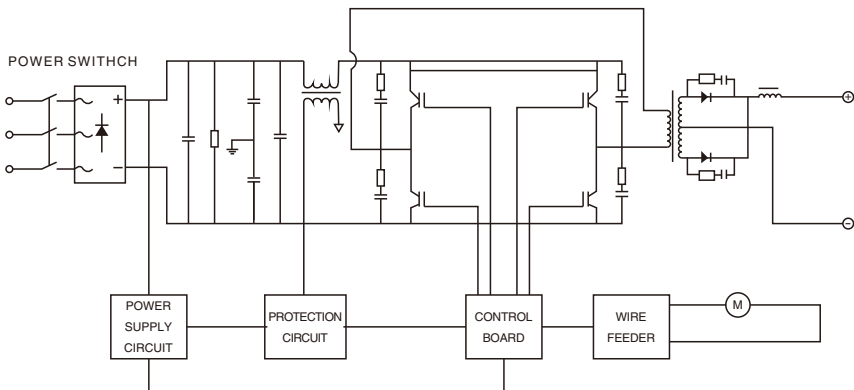 POWER SWITHCH
+
−
+
−
POWER
SUPPLY
CIRCUIT
PROTECTION
CIRCUIT
CONTROL
BOARD
WIRE
FEEDER
M